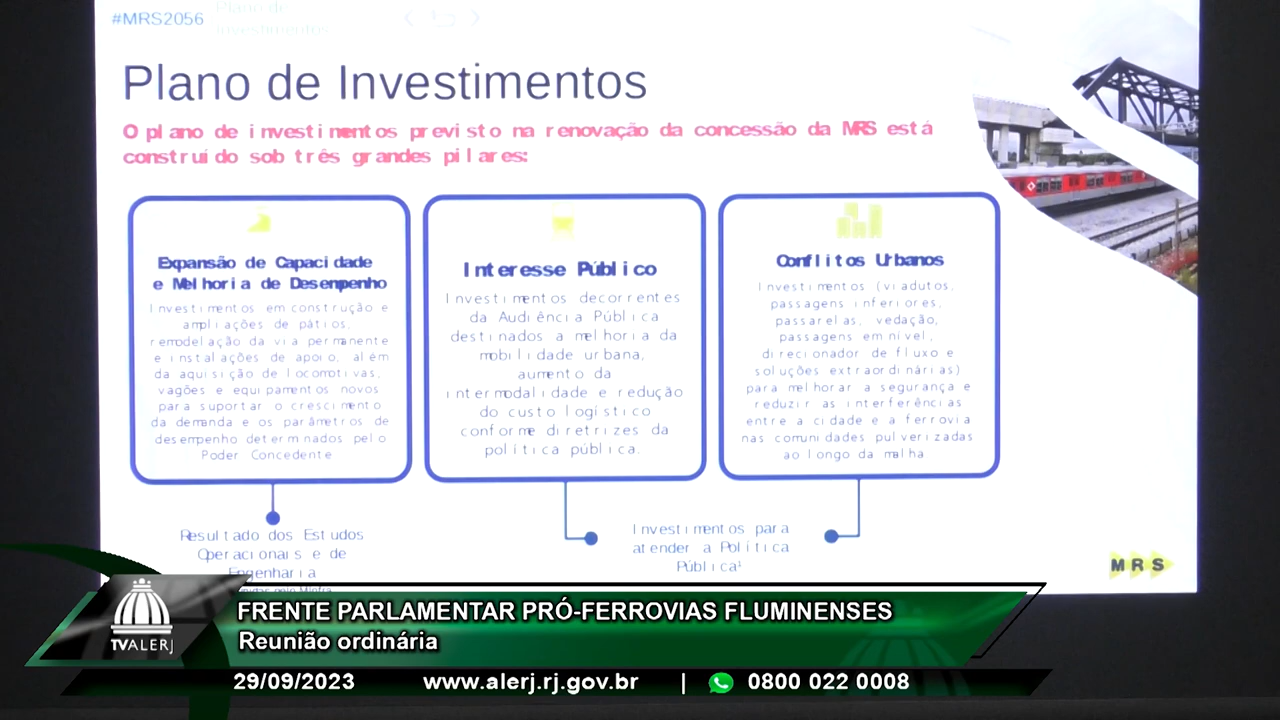 #MRS2056
Plano de
Investimentos
Plano de Investimentos
O plano de investimentos previsto na renovação da concessão da MRS está
construído sob três grandes pilares:
Expansão de Capacidade
e Melhoria de Desempenho
Investimentos em construção e
ampliações de pátios,
remodelação da via permanente
e instalações de apoio, além
da aquisição de locomotivas,
vagões e equipamentos novos
para suportar o crescimento
da demanda e os parâmetros de
desempenho determinados pelo
Poder Concedente
Interesse Público
Investimentos decorrentes
da Audiência Pública
destinados a melhoria da
mobilidade urbana,
aumento da
intermodalidade e redução
do custo logístico
conforme diretrizes da
política pública.
Conflitos Urbanos
Investimentos (viadutos,
passagens inferiores,
passarelas, vedação,
passagens em nível,
direcionador de fluxo e
soluções extraordinárias)
para melhorar a segurança e
reduzir as interferências
entre a cidade e a ferrovia
nas comunidades pulverizadas
ao longo da malha
Resultado dos Estudos
Operacionais e de
Engenharia
Investimentos para
atender a Política
Pública¹
MRS
TVALERJ
FRENTE PARLAMENTAR PRÓ-FERROVIAS FLUMINENSES
Reunião ordinária
29/09/2023 www.alerj.rj.gov.br | 0800 022 0008